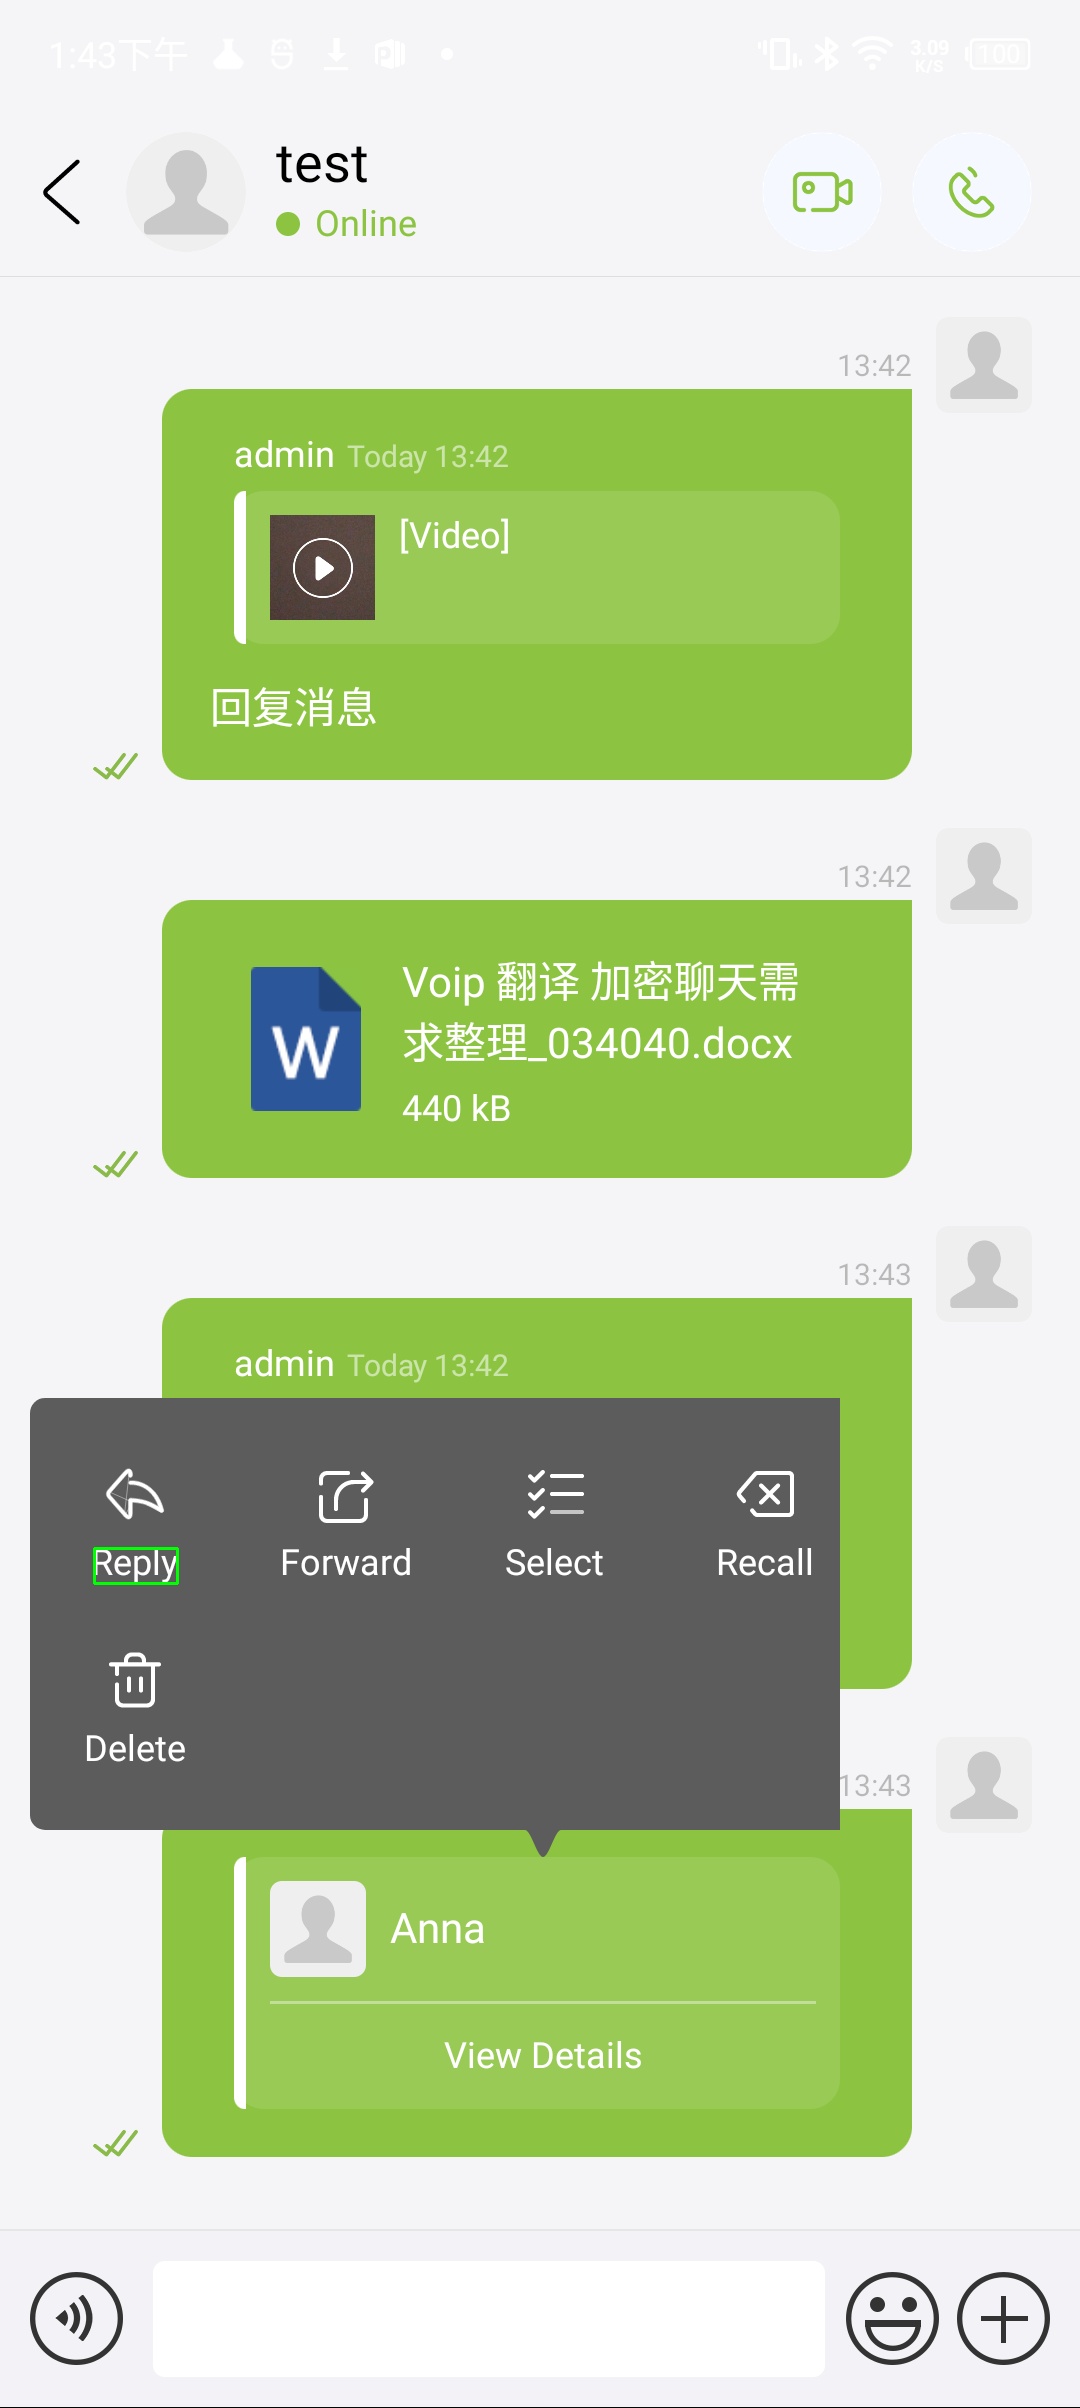 1:43下午
3.09
K/S
100
test
Online
13:42
admin Today 13:42
[Video]
回复消息
13:42
W
Voip 翻译 加密聊天需
求整理_034040.docx
440 kB
13:43
admin Today 13:42
Reply
Forward
Select
Recall
Delete
13:43
Anna
View Details